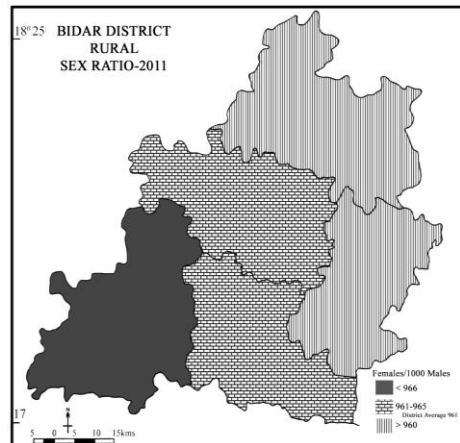 18° 25
BIDAR DISTRICT
RURAL
SEX RATIO-2011
Females/1000 Males
< 966
961-965
District Average 961
> 960
17
N
5 0 5 10 15kms